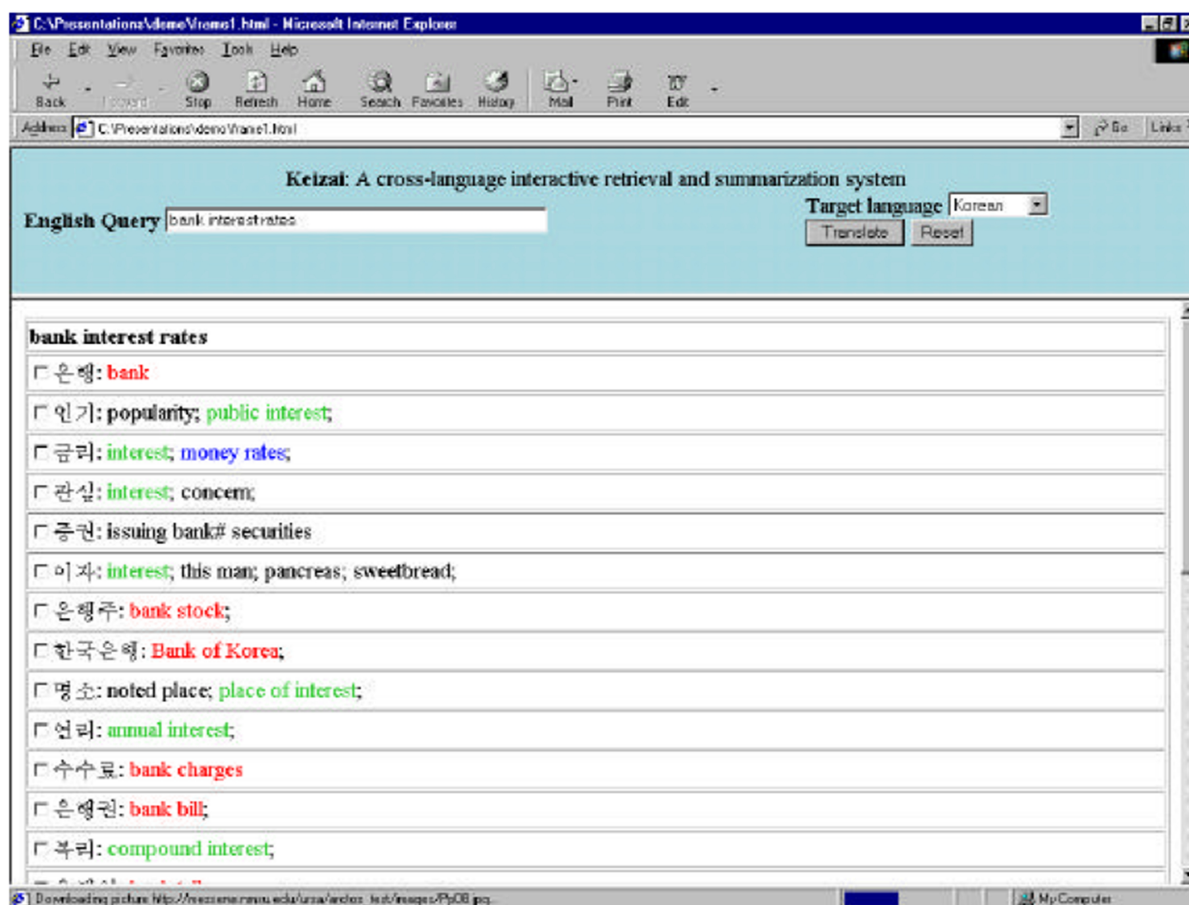 C:\Presentations\demo\frame1.html - Microsoft Internet Explorer
File Edit View Favorites Tools Help
Back Forward Stop Refresh Home Search Favorites History Mail Print Edit
Address C:\Presentations\demo\frame1.html Go Links
Keizai: A cross-language interactive retrieval and summarization system
English Query bank interest rates Target language Korean
Translate Reset
bank interest rates
은행: bank
인기: popularity; public interest;
금리: interest; money rates;
관심: interest; concern;
증권: issuing bank# securities
이자: interest; this man; pancreas; sweetbread;
은행주: bank stock;
한국은행: Bank of Korea;
명소: noted place; place of interest;
연리: annual interest;
수수료: bank charges
은행권: bank bill;
복리: compound interest;
Downloading picture My Computer